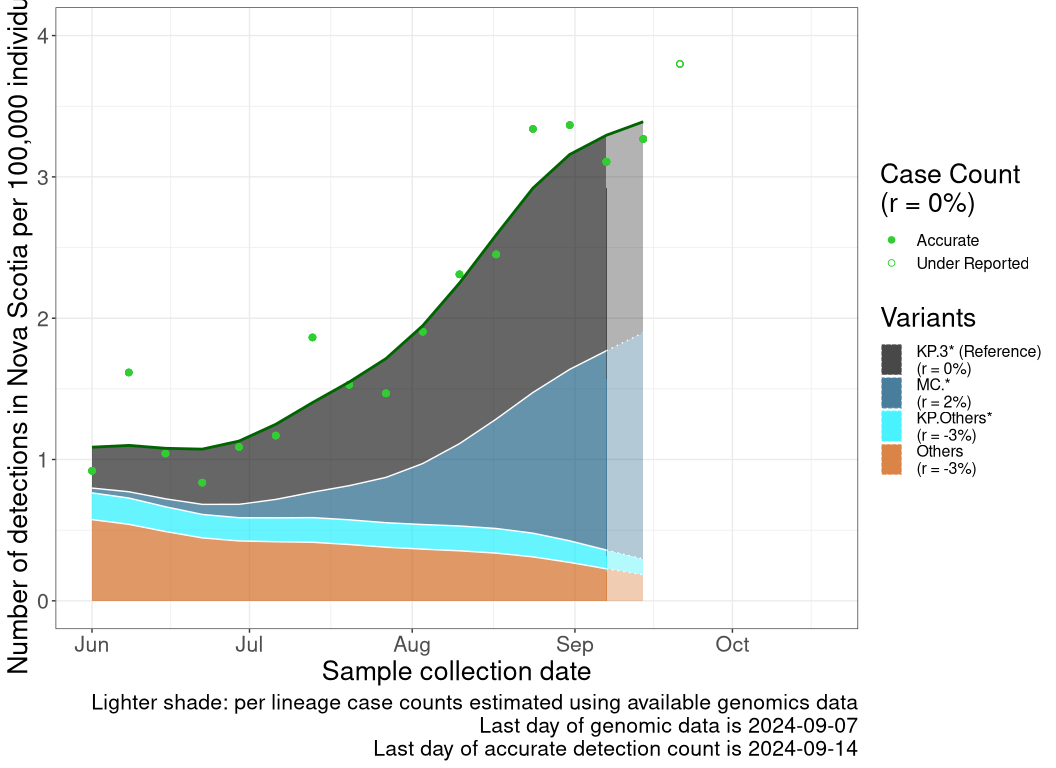 Number of detections in Nova Scotia per 100,000
4
3
2
1
0
Jun Jul Aug Sep Oct
Sample collection date
Lighter shade: per lineage case counts estimated using available genomics data
Last day of genomic data is 2024-09-07
Last day of accurate detection count is 2024-09-14
Case Count
(r = 0%)
Accurate
Under Reported
Variants
KP.3* (Reference)
(r = 0%)
MC.*
(r = 2%)
KP.Others*
(r = -3%)
Others
(r = -3%)